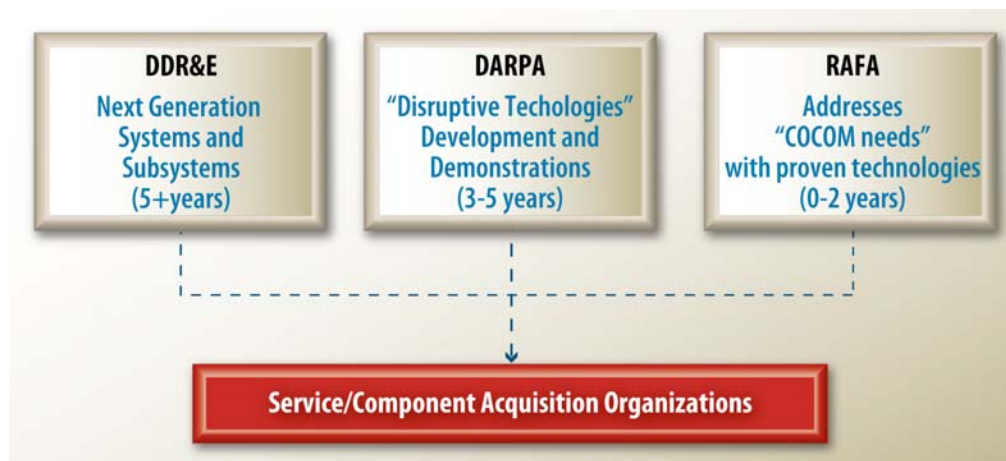 DDR&E
Next Generation
Systems and
Subsystems
(5+years)
DARPA
“Disruptive Techologies”
Development and
Demonstrations
(3-5 years)
RAFA
Addresses
“COCOM needs”
with proven technologies
(0-2 years)
Service/Component Acquisition Organizations